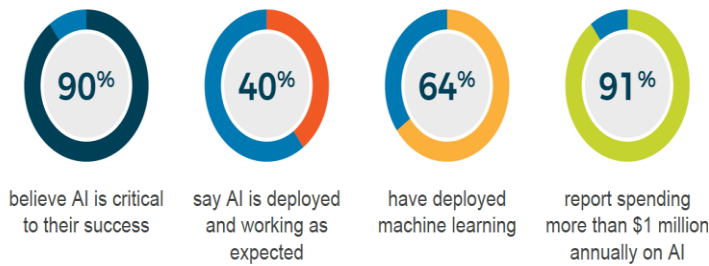 90%
believe AI is critical
to their success
40%
say AI is deployed
and working as
expected
64%
have deployed
machine learning
91%
report spending
more than $1 million
annually on AI